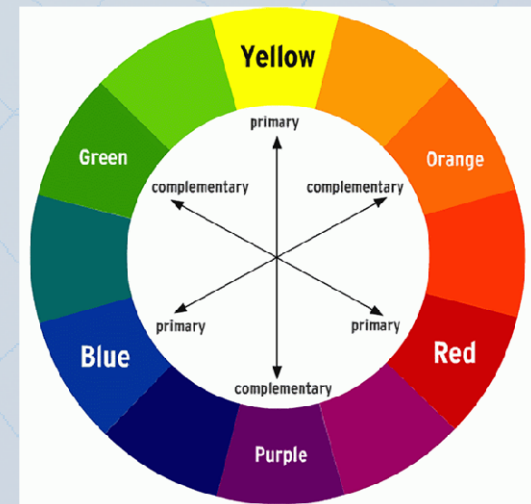 Yellow
primary
Green
Orange
complementary
complementary
primary
primary
Blue
Red
complementary
Purple